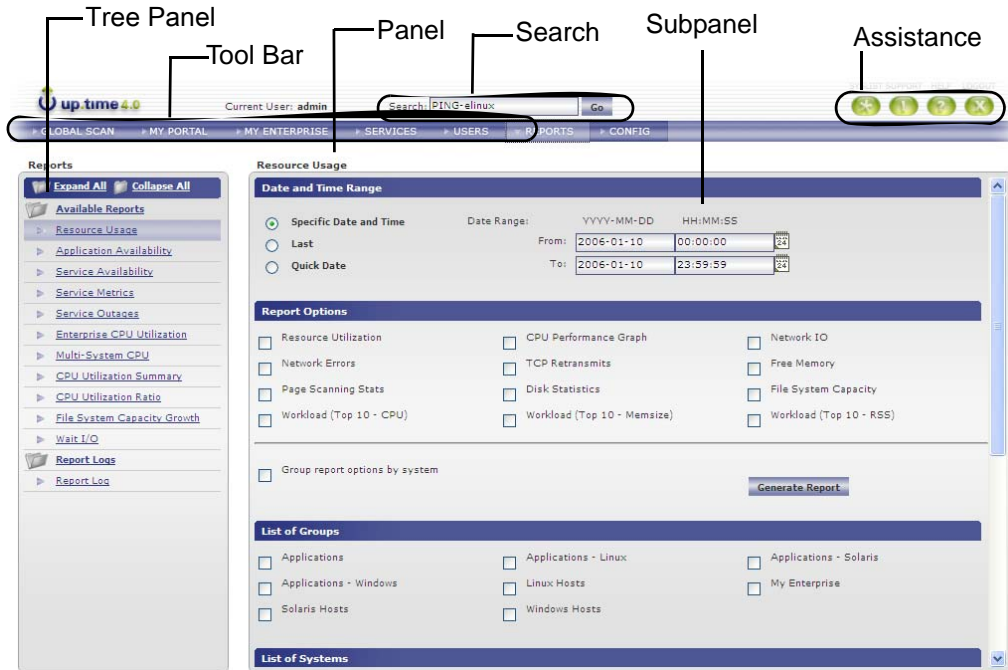 Tree Panel
Tool Bar
Panel
Search
Subpanel
Assistance
up.time 4.0
Current User: admin
Search: PING-elinux
Go
GLOBAL SCAN
MY PORTAL
MY ENTERPRISE
SERVICES
USERS
REPORTS
CONFIG
Reports
Expand All Collapse All
Available Reports
Resource Usage
Application Availability
Service Availability
Service Metrics
Service Outages
Enterprise CPU Utilization
Multi-System CPU
CPU Utilization Summary
CPU Utilization Ratio
File System Capacity Growth
Wait I/O
Report Logs
Report Log
Resource Usage
Date and Time Range
Specific Date and Time
Last
Quick Date
Date Range: YYYY-MM-DD HH:MM:SS
From: 2006-01-10 00:00:00 24
To: 2006-01-10 23:59:59 24
Report Options
Resource Utilization CPU Performance Graph Network IO
Network Errors TCP Retransmits Free Memory
Page Scanning Stats Disk Statistics File System Capacity
Workload (Top 10 - CPU) Workload (Top 10 - Memsize) Workload (Top 10 - RSS)
Group report options by system
Generate Report
List of Groups
Applications Applications - Linux Applications - Solaris
Applications - Windows Linux Hosts My Enterprise
Solaris Hosts Windows Hosts
List of Systems